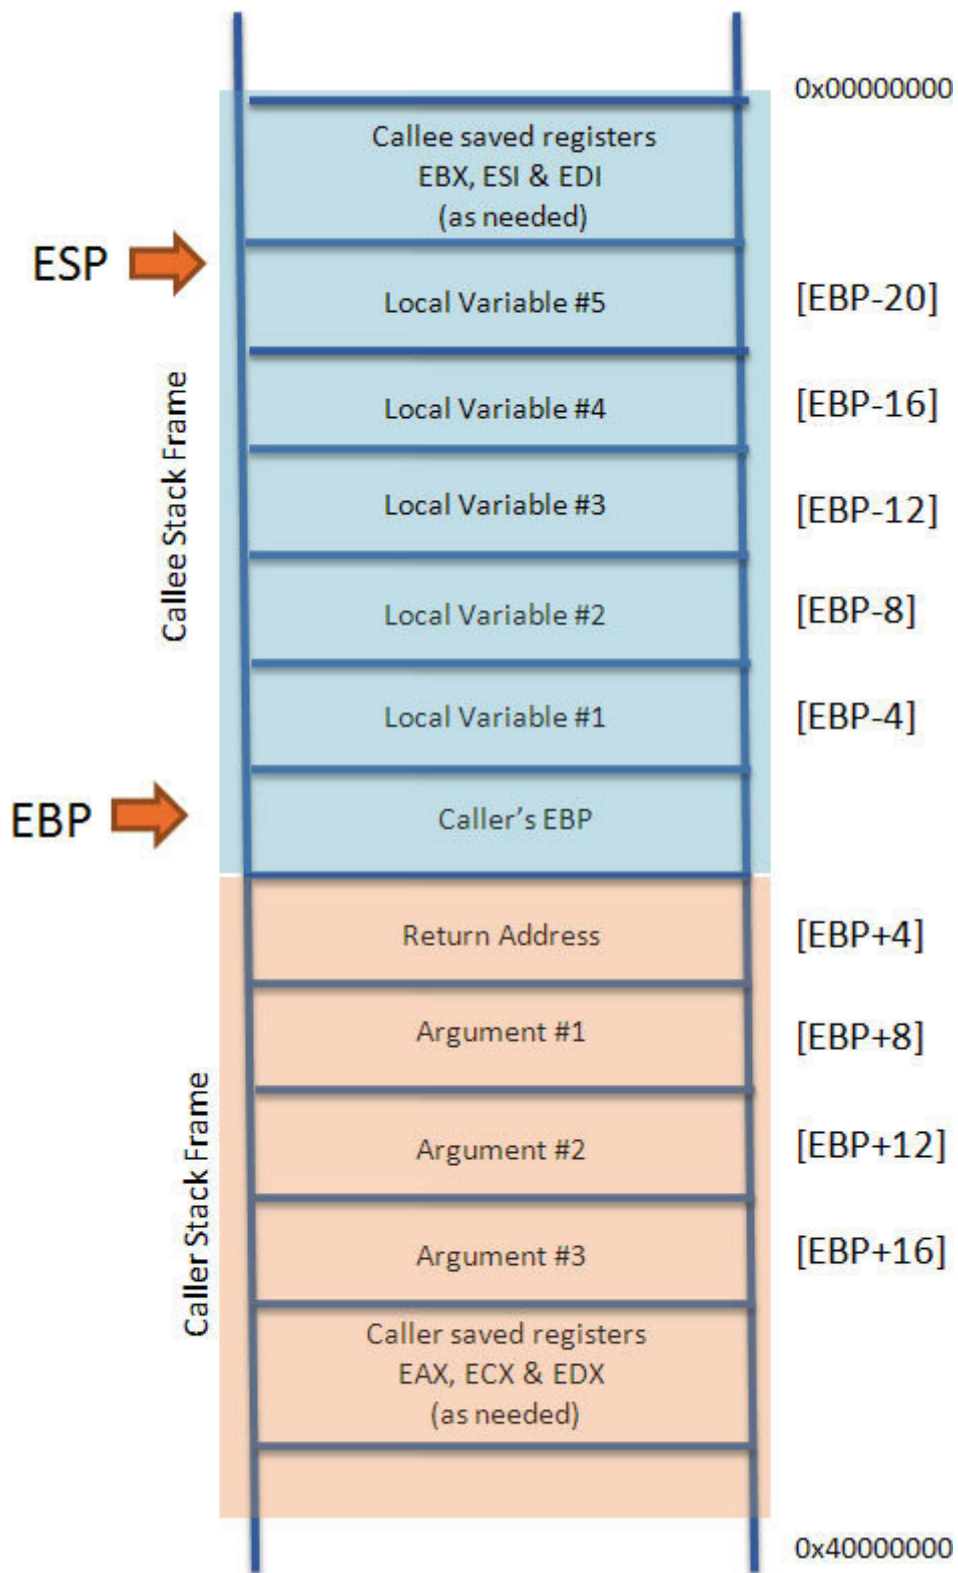 0x00000000
Callee saved registers
EBX, ESI & EDI
(as needed)
ESP
Local Variable #5
[EBP-20]
Callee Stack Frame
Local Variable #4
[EBP-16]
Local Variable #3
[EBP-12]
Local Variable #2
[EBP-8]
Local Variable #1
[EBP-4]
EBP
Caller’s EBP
Return Address
[EBP+4]
Argument #1
[EBP+8]
Caller Stack Frame
Argument #2
[EBP+12]
Argument #3
[EBP+16]
Caller saved registers
EAX, ECX & EDX
(as needed)
0x40000000